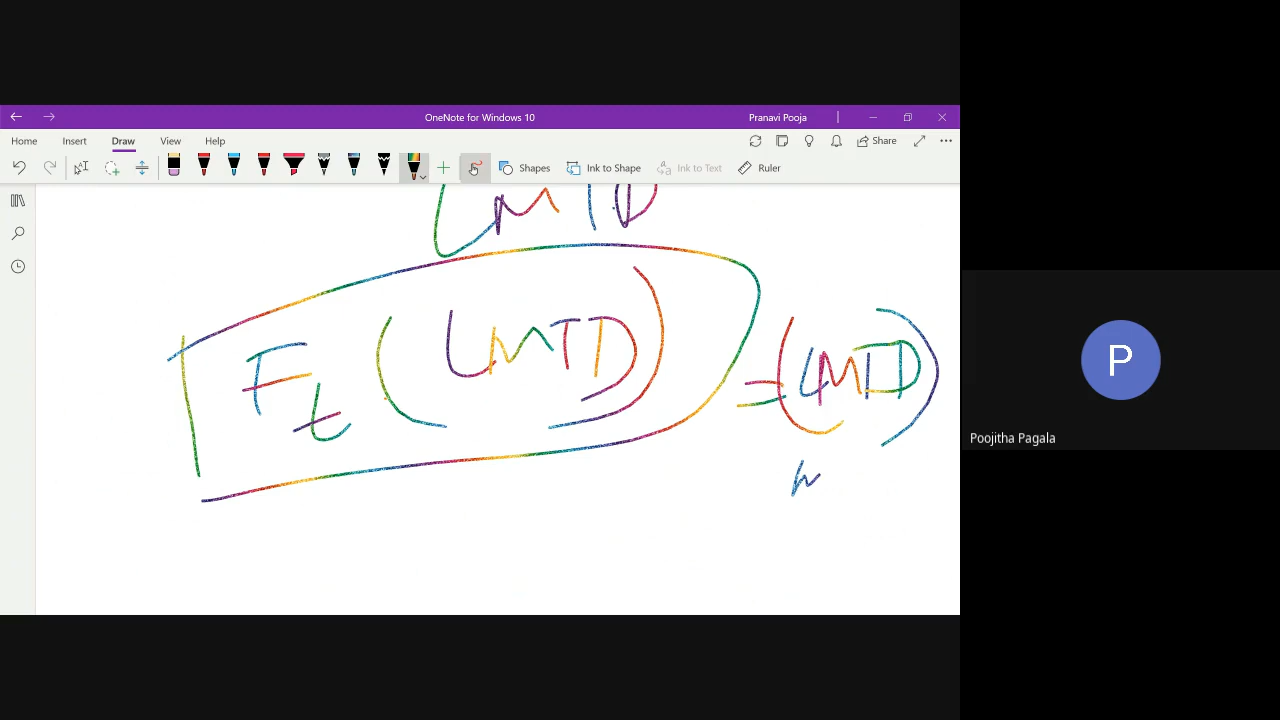 OneNote for Windows 10
Pranavi Pooja
Home Insert Draw View Help
Share
Shapes Ink to Shape Ink to Text Ruler
LMTD
Ft (LMTD) = (LMTD)
P
Poojitha Pagala